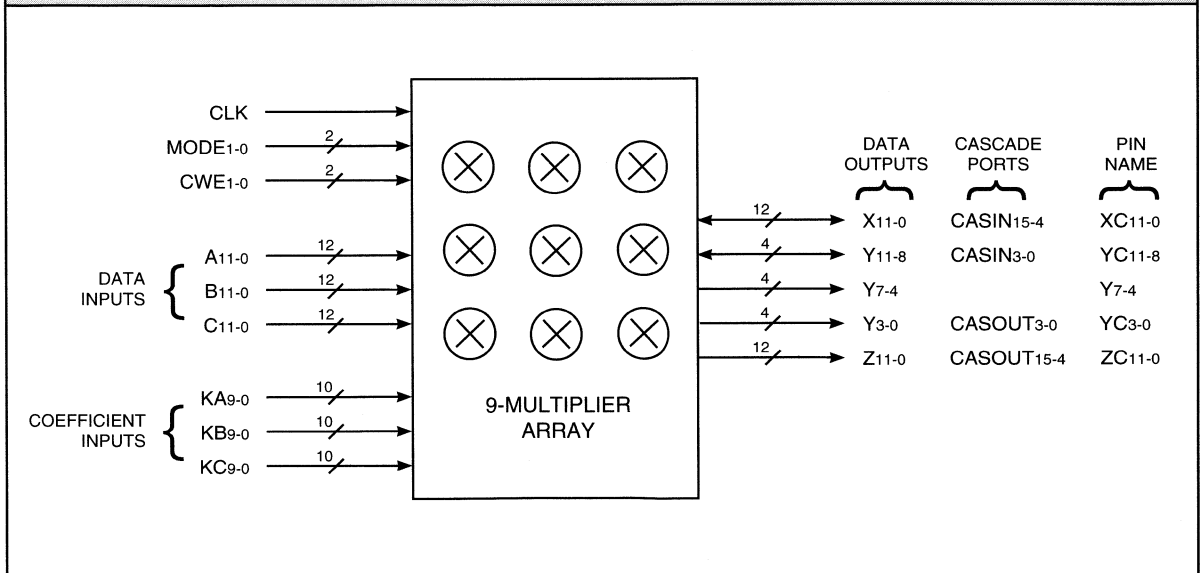 CLK
MODE1-0
2
CWE1-0
2
DATA
INPUTS
A11-0
12
B11-0
12
C11-0
12
COEFFICIENT
INPUTS
KA9-0
10
KB9-0
10
KC9-0
10
9-MULTIPLIER
ARRAY
DATA
OUTPUTS
CASCADE
PORTS
PIN
NAME
12
X11-0 CASIN15-4 XC11-0
4
Y11-8 CASIN3-0 YC11-8
4
Y7-4 Y7-4
4
Y3-0 CASOUT3-0 YC3-0
12
Z11-0 CASOUT15-4 ZC11-0